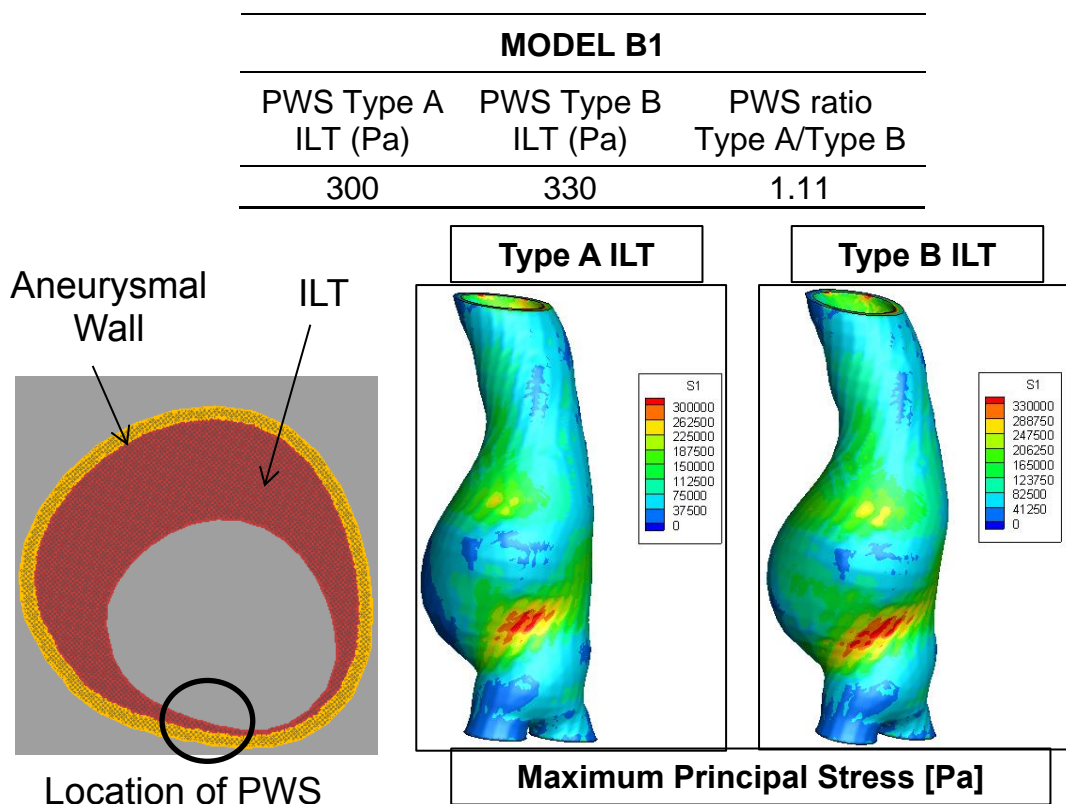 MODEL B1
PWS Type A PWS Type B PWS ratio
ILT (Pa) ILT (Pa) Type A/Type B
300 330 1.11
Type A ILT
Type B ILT
Aneurysmal
Wall
ILT
S1
300000
262500
225000
187500
150000
112500
75000
37500
0
S1
330000
288750
247500
206250
165000
123750
82500
41250
0
Location of PWS
Maximum Principal Stress [Pa]